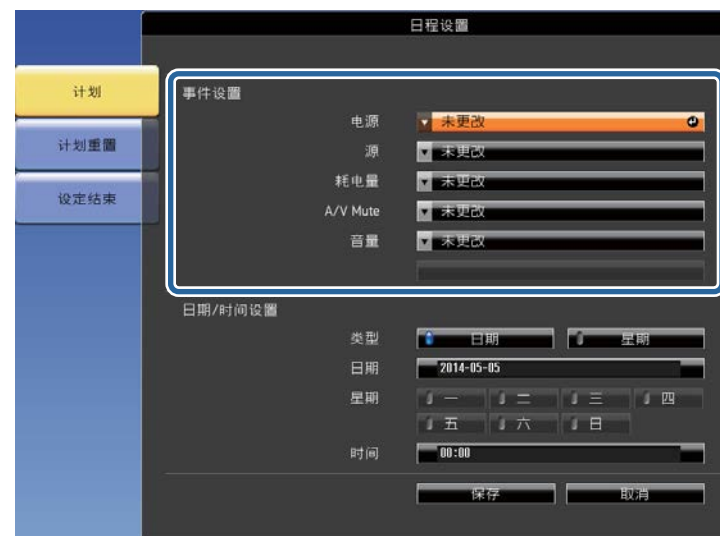 日程设置
计划
计划重置
设定结束
事件设置
电源 未更改
源 未更改
耗电量 未更改
A/V Mute 未更改
音量 未更改
日期/时间设置
类型 日期 星期
日期 2014-05-05
星期 一 二 三 四
五 六 日
时间 00:00
保存 取消